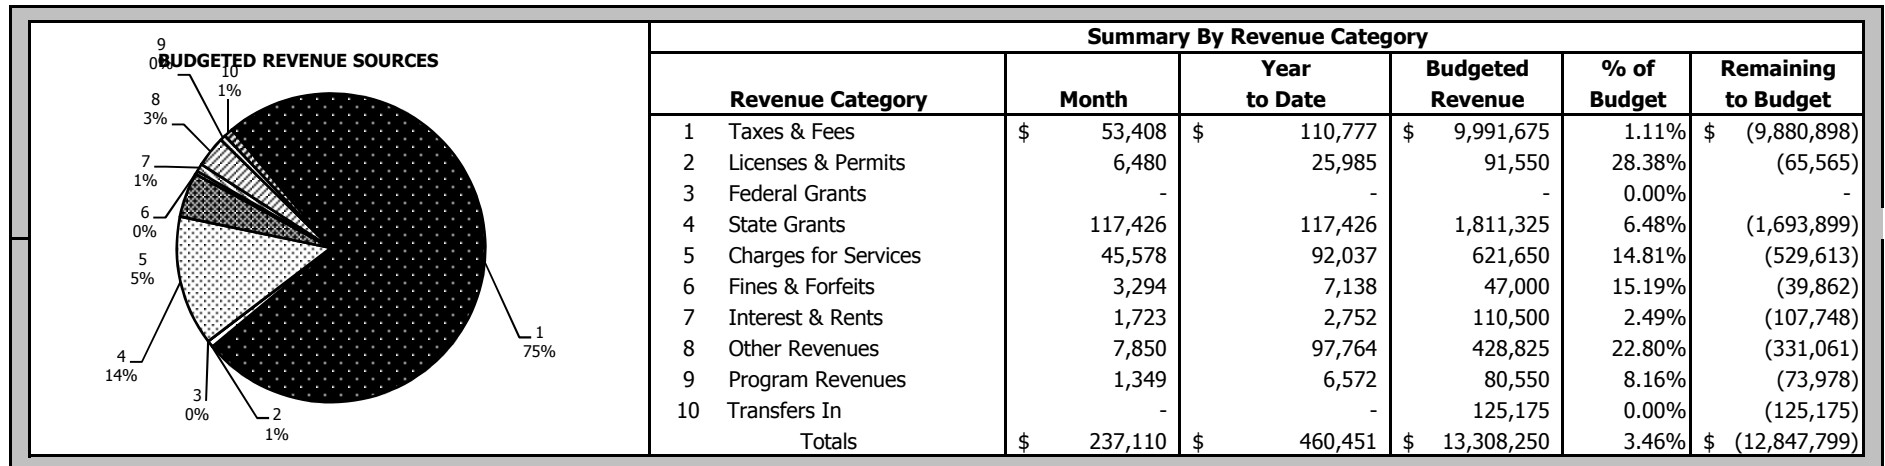 BUDGETED REVENUE SOURCES
9
0%
10
1%
8
3%
7
1%
6
0%
5
5%
4
14%
3
0%
2
1%
1
75%
Summary By Revenue Category
Year Budgeted % of Remaining
Revenue Category Month to Date Revenue Budget to Budget
1 Taxes & Fees $ 53,408 $ 110,777 $ 9,991,675 1.11% $ (9,880,898)
2 Licenses & Permits 6,480 25,985 91,550 28.38% (65,565)
3 Federal Grants - - - 0.00% -
4 State Grants 117,426 117,426 1,811,325 6.48% (1,693,899)
5 Charges for Services 45,578 92,037 621,650 14.81% (529,613)
6 Fines & Forfeits 3,294 7,138 47,000 15.19% (39,862)
7 Interest & Rents 1,723 2,752 110,500 2.49% (107,748)
8 Other Revenues 7,850 97,764 428,825 22.80% (331,061)
9 Program Revenues 1,349 6,572 80,550 8.16% (73,978)
10 Transfers In - - 125,175 0.00% (125,175)
Totals $ 237,110 $ 460,451 $ 13,308,250 3.46% $ (12,847,799)